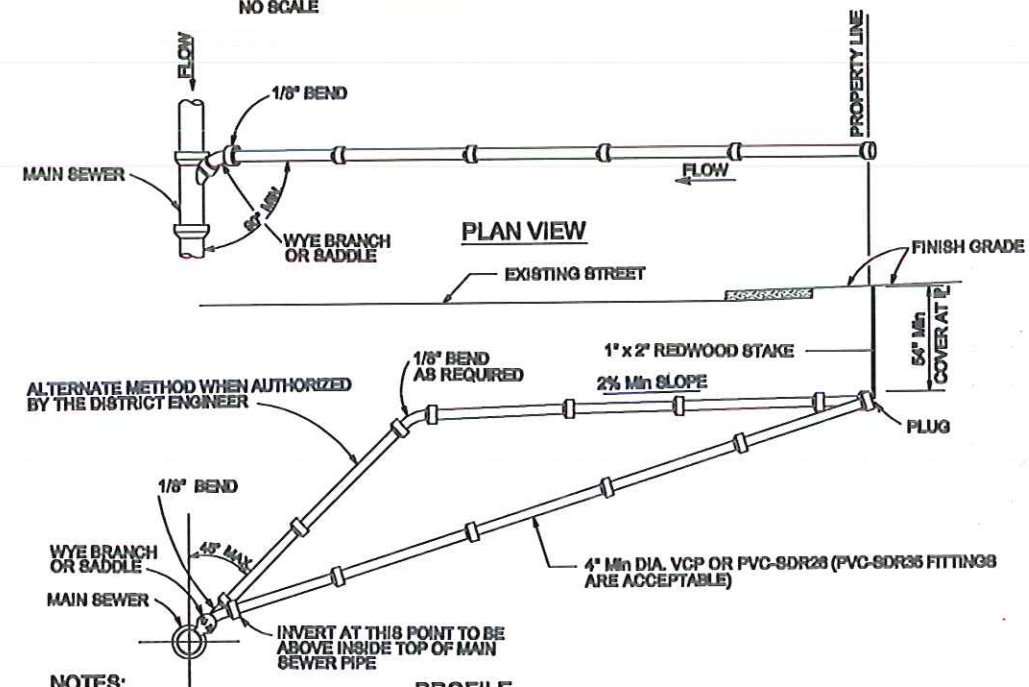 NO SCALE
FLOW
1/8" BEND
PROPERTY LINE
MAIN SEWER
FLOW
MIN
PLAN VIEW
WYE BRANCH
OR SADDLE
FINISH GRADE
EXISTING STREET
54" Min
COVER AT PL
1" x 2" REDWOOD STAKE
1/8" BEND
AS REQUIRED
2% Min SLOPE
ALTERNATE METHOD WHEN AUTHORIZED
BY THE DISTRICT ENGINEER
PLUG
1/8" BEND
45° MAX
WYE BRANCH
OR SADDLE
4" Min DIA. VCP OR PVC-SDR26 (PVC-SDR35 FITTINGS
ARE ACCEPTABLE)
MAIN SEWER
INVERT AT THIS POINT TO BE
ABOVE INSIDE TOP OF MAIN
SEWER PIPE
NOTES:
PROFILE